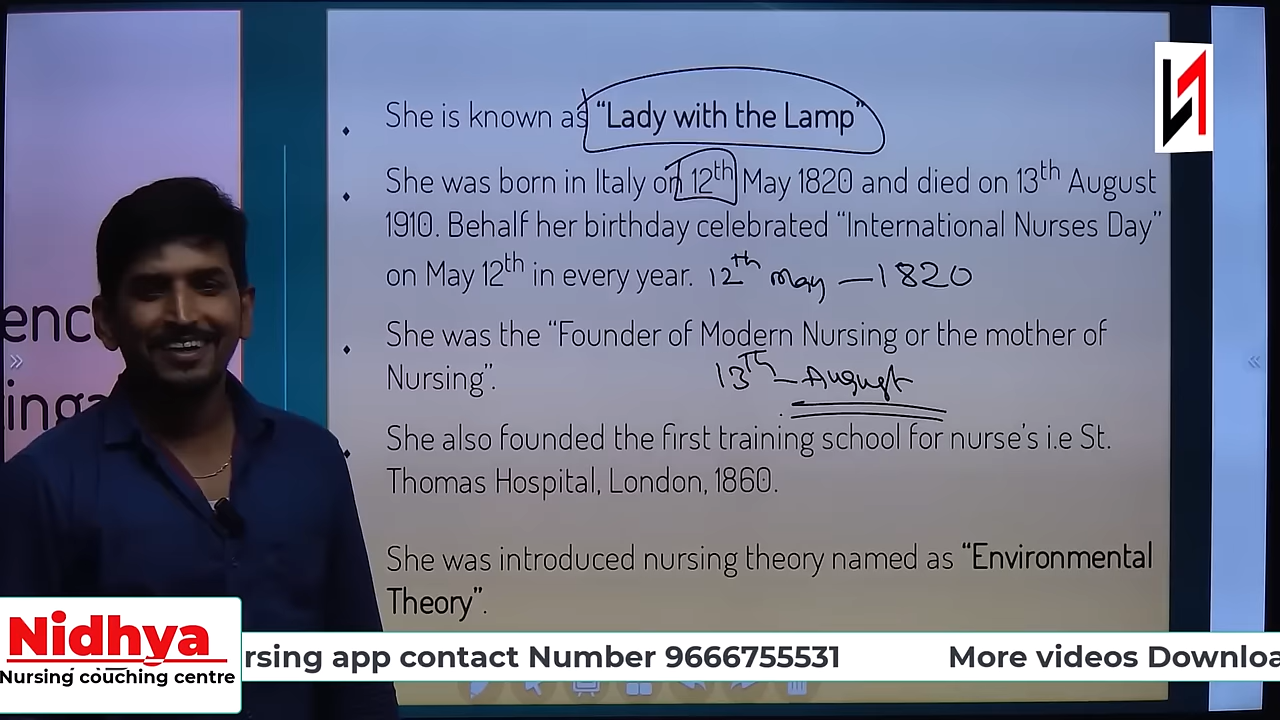 She is known as “Lady with the Lamp”
She was born in Italy on 12th May 1820 and died on 13th August
1910. Behalf her birthday celebrated “International Nurses Day”
on May 12th in every year. 12th may – 1820
enc
She was the “Founder of Modern Nursing or the mother of
Nursing”. 13Th – August
inga
She also founded the first training school for nurse's i.e St.
Thomas Hospital, London, 1860.
She was introduced nursing theory named as “Environmental
Theory”.
Nidhya
Nursing couching centre
rsing app contact Number 9666755531 More videos Downloa